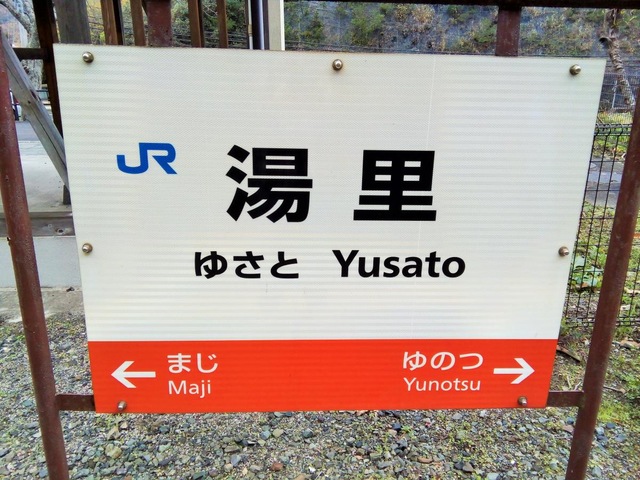 JR
湯里
ゆさと Yusato
← まじ ゆのつ →
Maji Yunotsu